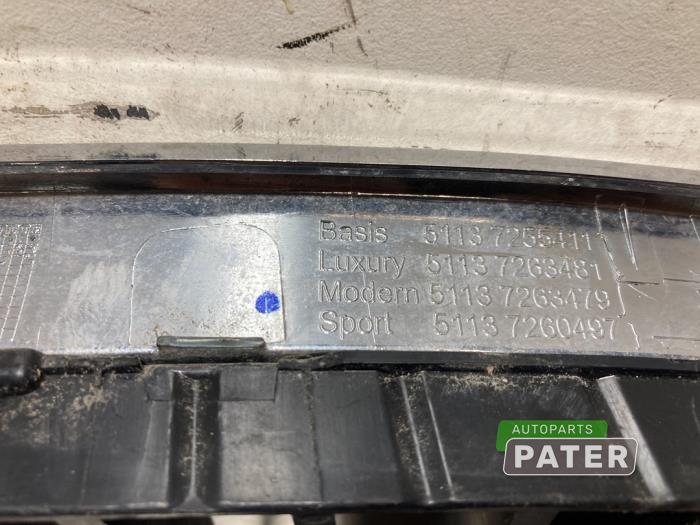 Basis 5113 7255411
Luxury 5113 7263481
Modern 5113 7263479
Sport 5113 7260497
AUTOPARTS
PATER